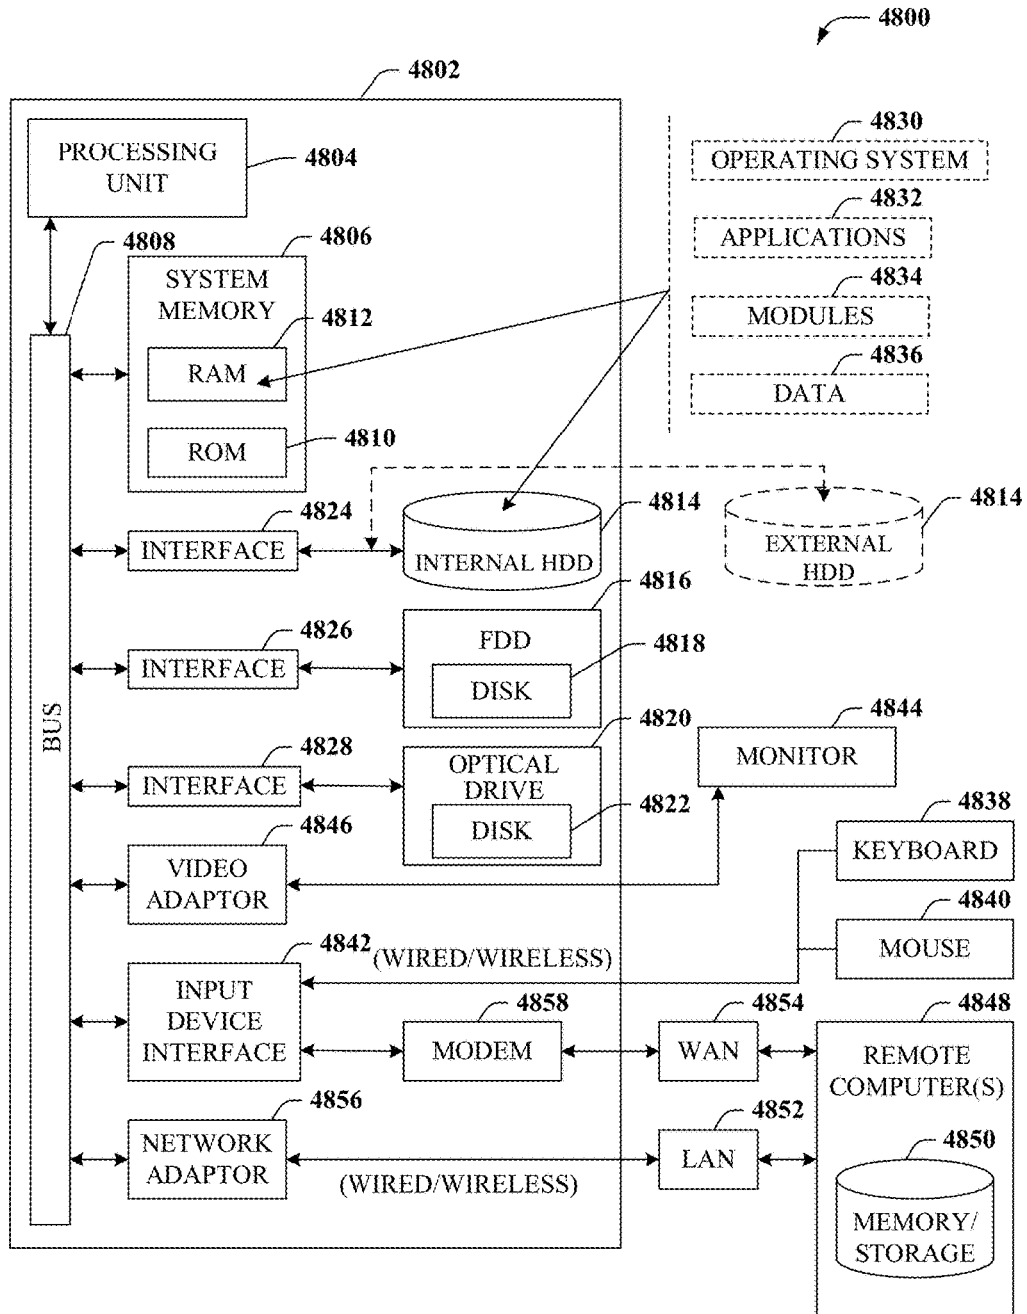 4800
4802
PROCESSING
UNIT
4804
4830
OPERATING SYSTEM
4832
APPLICATIONS
4834
MODULES
4836
DATA
4808
4806
SYSTEM
MEMORY
4812
RAM
4810
ROM
4824
INTERFACE
4814
INTERNAL HDD
4814
EXTERNAL
HDD
BUS
4826
INTERFACE
4816
FDD
4818
DISK
4828
INTERFACE
4820
OPTICAL
DRIVE
4822
DISK
4844
MONITOR
4846
VIDEO
ADAPTOR
4838
KEYBOARD
4840
MOUSE
4842
INPUT
DEVICE
INTERFACE
(WIRED/WIRELESS)
4858
MODEM
4854
WAN
4848
REMOTE
COMPUTER(S)
4856
NETWORK
ADAPTOR
(WIRED/WIRELESS)
4852
LAN
4850
MEMORY/
STORAGE